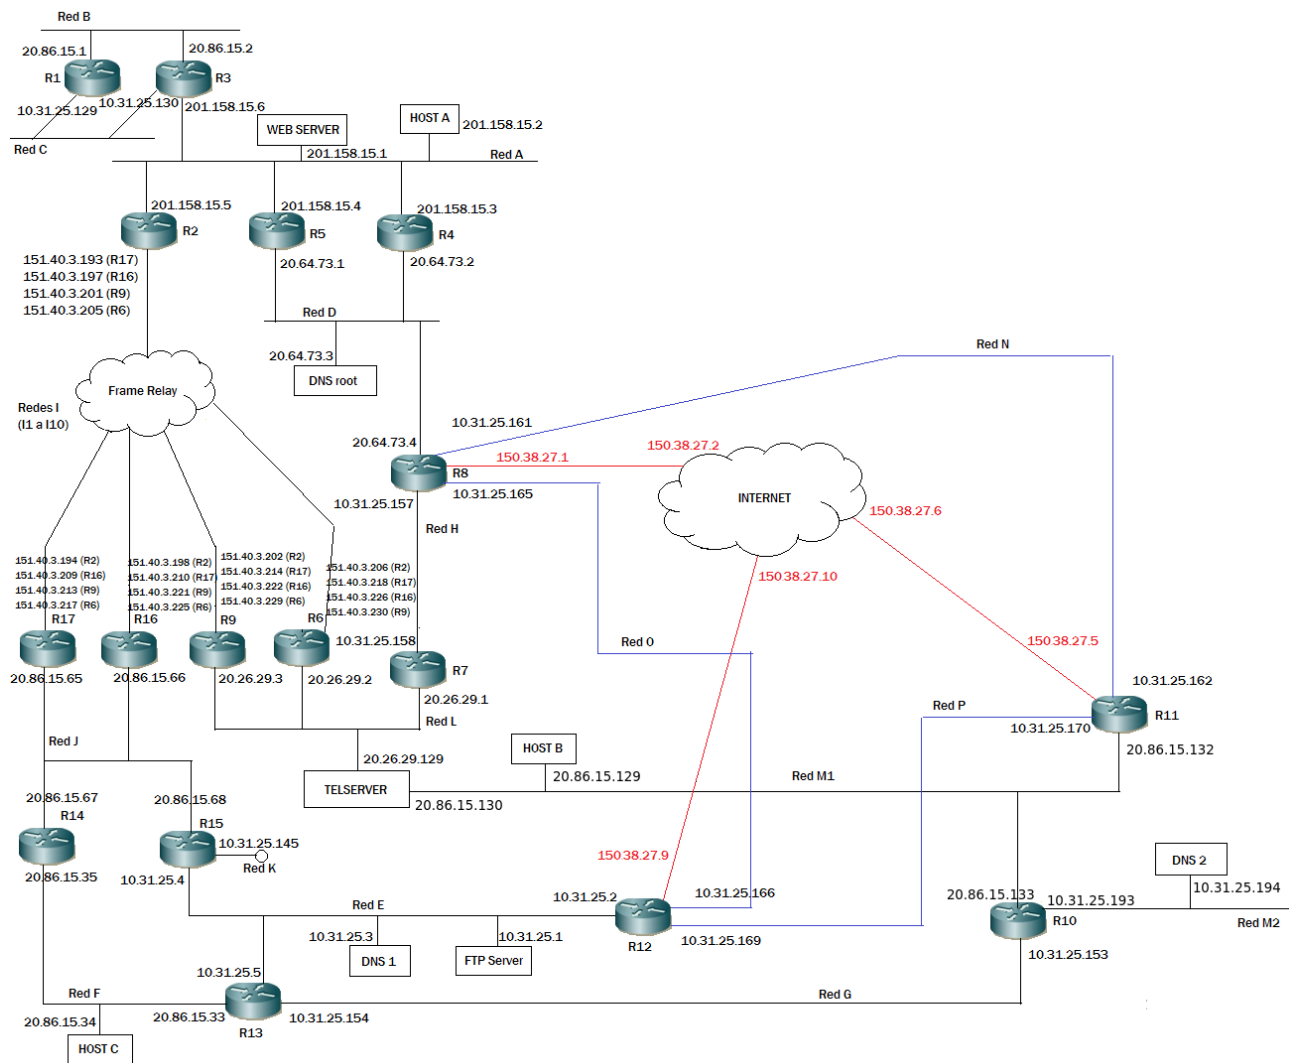 Red B
20.86.15.1
20.86.15.2
R1
R3
10.31.25.129
10.31.25.130
201.158.15.6
Red C
WEB SERVER
HOST A
201.158.15.2
201.158.15.1
Red A
201.158.15.5
201.158.15.4
201.158.15.3
R2
R5
R4
151.40.3.193 (R17)
151.40.3.197 (R16)
151.40.3.201 (R9)
151.40.3.205 (R6)
20.64.73.1
20.64.73.2
Red D
20.64.73.3
DNS root
Red N
Frame Relay
Redes I
(I1 a I10)
10.31.25.161
20.64.73.4
150.38.27.2
150.38.27.1
R8
10.31.25.165
10.31.25.157
INTERNET
150.38.27.6
Red H
150.38.27.10
151.40.3.194 (R2)
151.40.3.209 (R16)
151.40.3.213 (R9)
151.40.3.217 (R6)
151.40.3.198 (R2)
151.40.3.210 (R17)
151.40.3.221 (R9)
151.40.3.225 (R6)
151.40.3.202 (R2)
151.40.3.214 (R17)
151.40.3.222 (R16)
151.40.3.229 (R6)
151.40.3.206 (R2)
151.40.3.218 (R17)
151.40.3.226 (R16)
151.40.3.230 (R9)
R17
R16
R9
R6
10.31.25.158
R7
Red O
150.38.27.5
20.86.15.65
20.86.15.66
20.26.29.3
20.26.29.2
20.26.29.1
10.31.25.162
R11
Red P
10.31.25.170
20.86.15.132
Red L
Red J
20.26.29.129
HOST B
20.86.15.129
Red M1
TELSERVER
20.86.15.130
20.86.15.67
R14
20.86.15.68
R15
10.31.25.145
Red K
20.86.15.35
10.31.25.4
150.38.27.9
DNS 2
10.31.25.194
10.31.25.2
10.31.25.166
20.86.15.133
10.31.25.193
Red M2
R10
Red E
10.31.25.3
10.31.25.1
R12
10.31.25.169
DNS 1
FTP Server
10.31.25.153
10.31.25.5
Red F
Red G
20.86.15.34
20.86.15.33
R13
10.31.25.154
HOST C